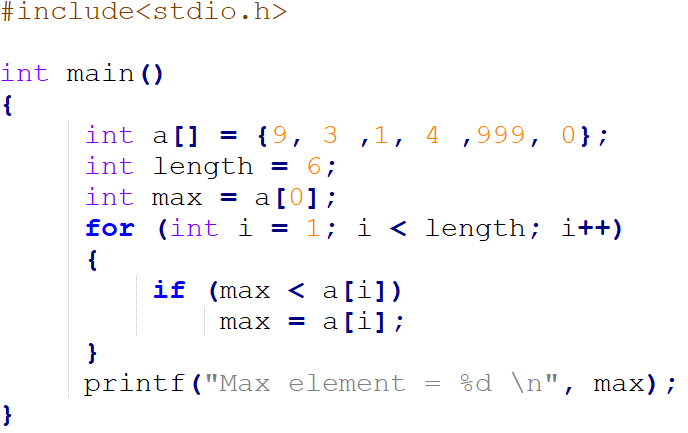 #include<stdio.h>
int main()
{
int a[] = {9, 3 ,1, 4 ,999, 0};
int length = 6;
int max = a[0];
for (int i = 1; i < length; i++)
{
if (max < a[i])
max = a[i];
}
printf("Max element = %d \n", max);
}